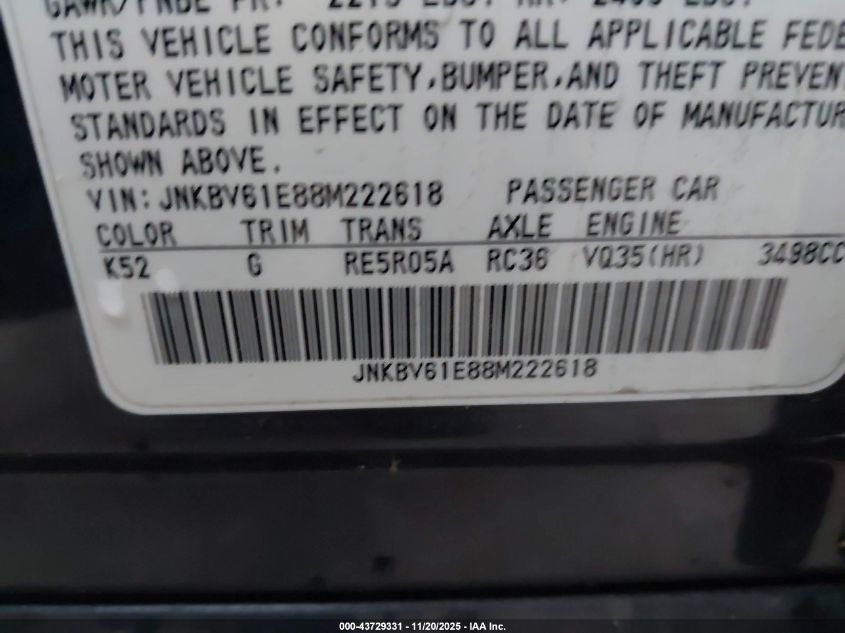 THIS VEHICLE CONFORMS TO ALL APPLICABLE FEDE
MOTER VEHICLE SAFETY,BUMPER,AND THEFT PREVEN
STANDARDS IN EFFECT ON THE DATE OF MANUFACTUR
SHOWN ABOVE.
VIN:JNKBV61E88M222618 PASSENGER CAR
COLOR TRIM TRANS AXLE ENGINE
K52 G RE5R05A RC36 VQ35(HR) 3498CC
JNKBV61E88M222618
000-43729331 - 11/20/2025 - IAA Inc.